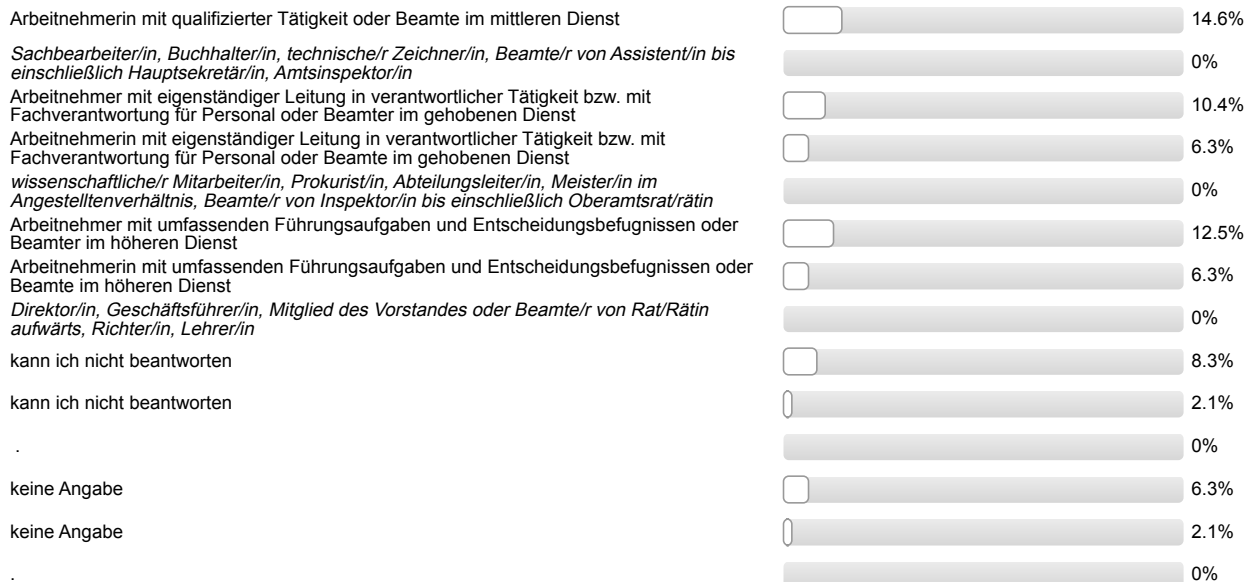 Arbeitnehmerin mit qualifizierter Tätigkeit oder Beamte im mittleren Dienst 14.6%
Sachbearbeiter/in, Buchhalter/in, technische/r Zeichner/in, Beamte/r von Assistent/in bis
einschließlich Hauptsekretär/in, Amtsinspektor/in 0%
Arbeitnehmer mit eigenständiger Leitung in verantwortlicher Tätigkeit bzw. mit
Fachverantwortung für Personal oder Beamter im gehobenen Dienst 10.4%
Arbeitnehmerin mit eigenständiger Leitung in verantwortlicher Tätigkeit bzw. mit
Fachverantwortung für Personal oder Beamte im gehobenen Dienst 6.3%
wissenschaftliche/r Mitarbeiter/in, Prokurist/in, Abteilungsleiter/in, Meister/in im
Angestelltenverhältnis, Beamte/r von Inspektor/in bis einschließlich Oberamtsrat/rätin 0%
Arbeitnehmer mit umfassenden Führungsaufgaben und Entscheidungsbefugnissen oder
Beamter im höheren Dienst 12.5%
Arbeitnehmerin mit umfassenden Führungsaufgaben und Entscheidungsbefugnissen oder
Beamte im höheren Dienst 6.3%
Direktor/in, Geschäftsführer/in, Mitglied des Vorstandes oder Beamte/r von Rat/Rätin
aufwärts, Richter/in, Lehrer/in 0%
kann ich nicht beantworten 8.3%
kann ich nicht beantworten 2.1%
. 0%
keine Angabe 6.3%
keine Angabe 2.1%
. 0%